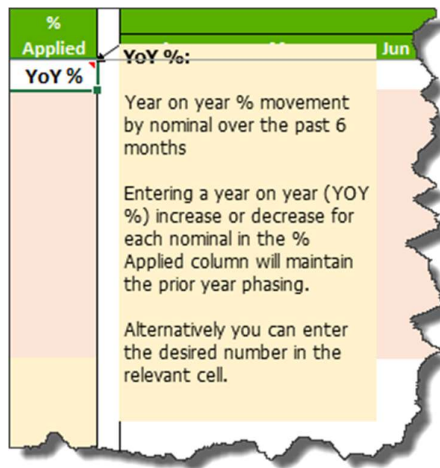 %
Applied
Jun
YoY %
YoY %:
Year on year % movement
by nominal over the past 6
months
Entering a year on year (YOY
%) increase or decrease for
each nominal in the %
Applied column will maintain
the prior year phasing.
Alternatively you can enter
the desired number in the
relevant cell.